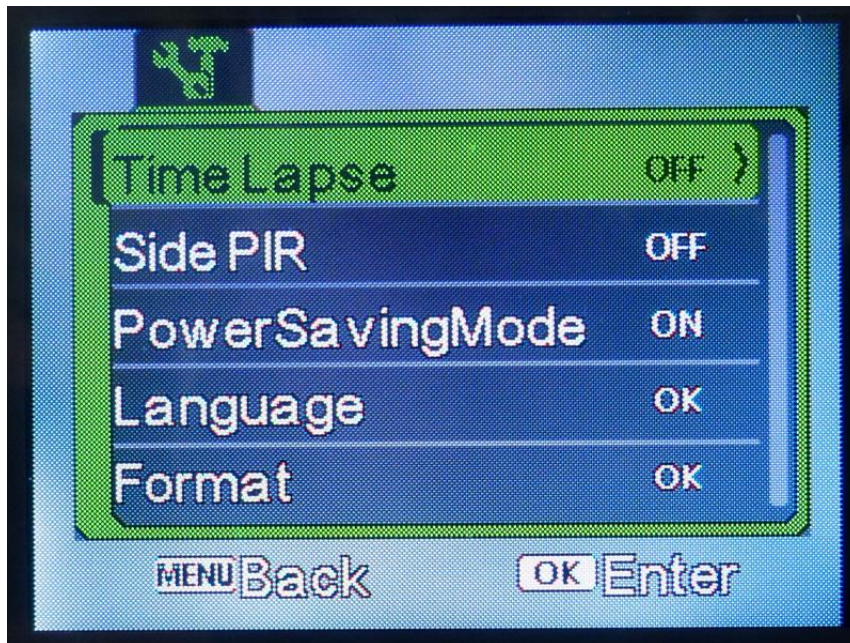 Time Lapse OFF
Side PIR OFF
PowerSavingMode ON
Language OK
Format OK
MENU Back OK Enter